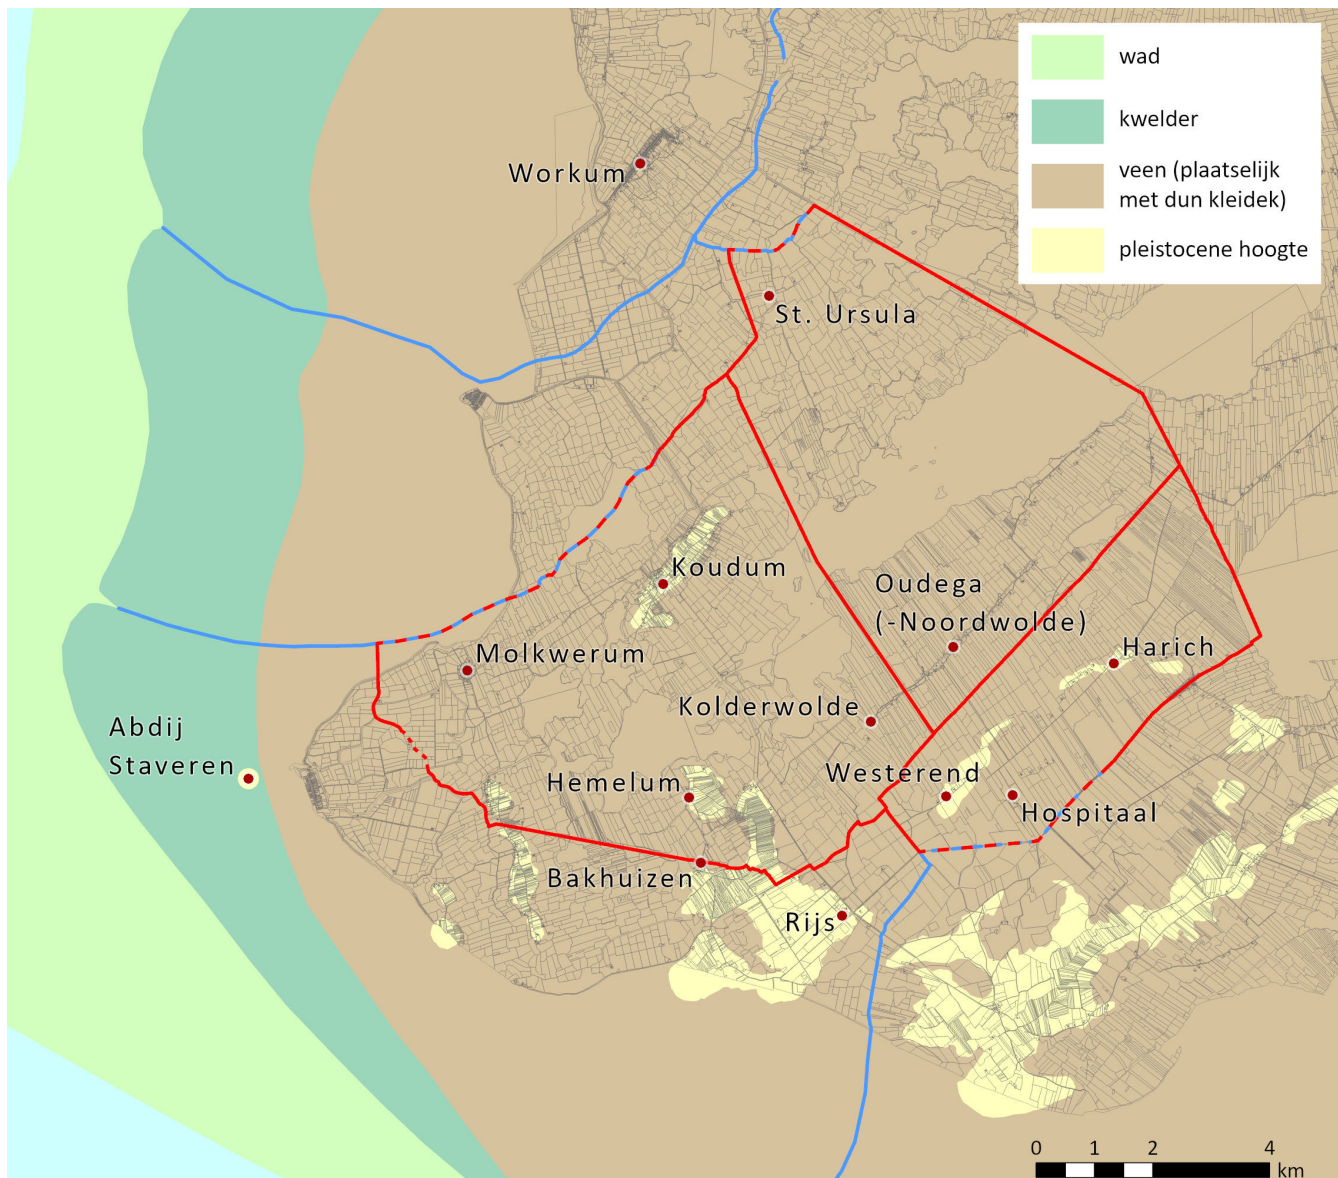 wad
kwelder
veen (plaatselijk
met dun kleidek)
pleistocene hoogte
Workum
St. Ursula
Koudum
Oudega
(-Noordwolde)
Harich
Molkwerum
Kolderwolde
Abdij
Staveren
Westerend
Hemelum
Hospitaal
Bakhuizen
Rijs
0 1 2 4
km